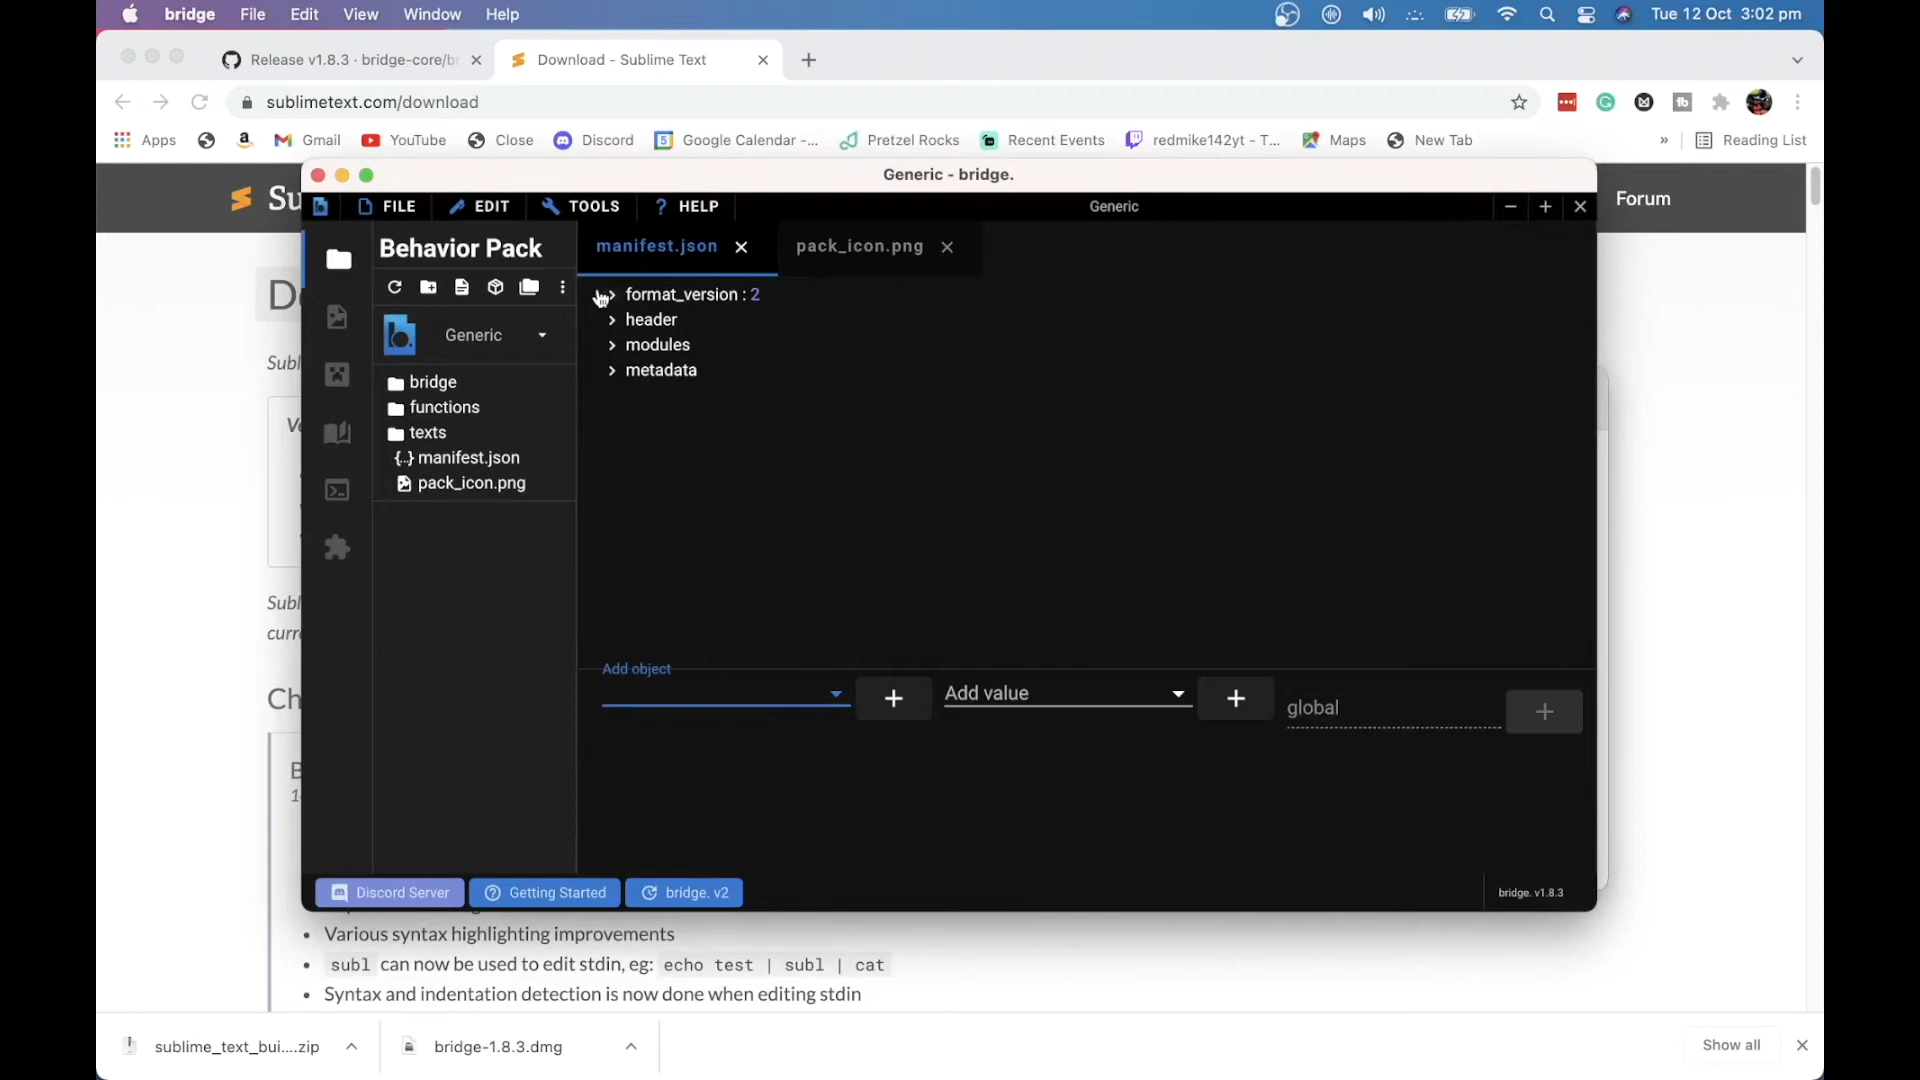 bridge File Edit View Window Help Tue 12 Oct 3:02 pm
Release v1.8.3 · bridge-core/br Download - Sublime Text
sublimetext.com/download
Apps Gmail YouTube Close Discord Google Calendar -... Pretzel Rocks Recent Events redmike142yt - T... Maps New Tab » Reading List
Generic - bridge.
Su Forum
FILE EDIT TOOLS ? HELP Generic
Behavior Pack
manifest.json pack_icon.png
format_version : 2
header
modules
metadata
Generic
bridge
functions
texts
{..} manifest.json
pack_icon.png
Subl
Subl
curre
Add object
Add value
global
Discord Server Getting Started bridge. v2 bridge. v1.8.3
• Various syntax highlighting improvements
• subl can now be used to edit stdin, eg: echo test | subl | cat
• Syntax and indentation detection is now done when editing stdin
sublime_text_bui....zip bridge-1.8.3.dmg Show all